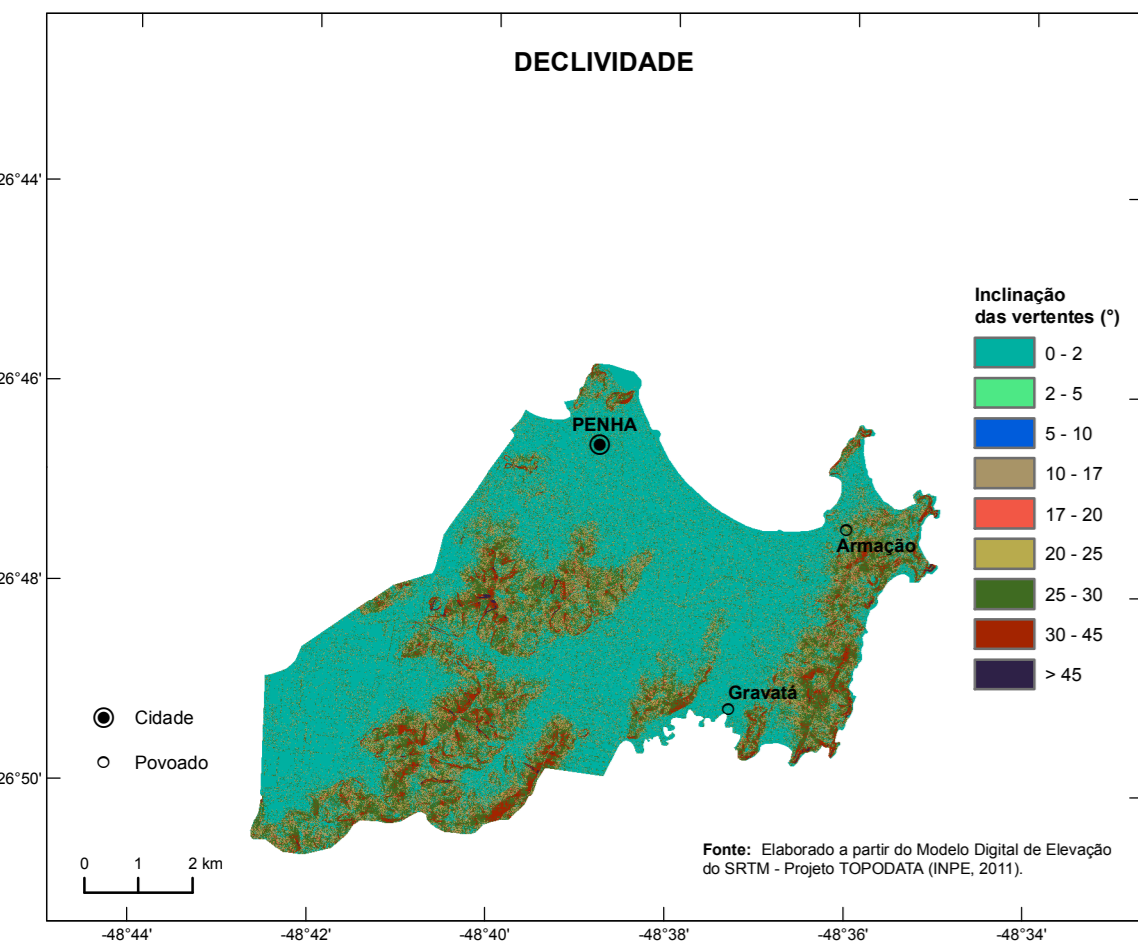 DECLIVIDADE
26°44'
26°46'
26°48'
26°50'
PENHA
Armação
Gravatá
Inclinação
das vertentes (°)
0 - 2
2 - 5
5 - 10
10 - 17
17 - 20
20 - 25
25 - 30
30 - 45
> 45
Cidade
Povoado
0 1 2 km
Fonte: Elaborado a partir do Modelo Digital de Elevação
do SRTM - Projeto TOPODATA (INPE, 2011).
-48°44' -48°42' -48°40' -48°38' -48°36' -48°34'